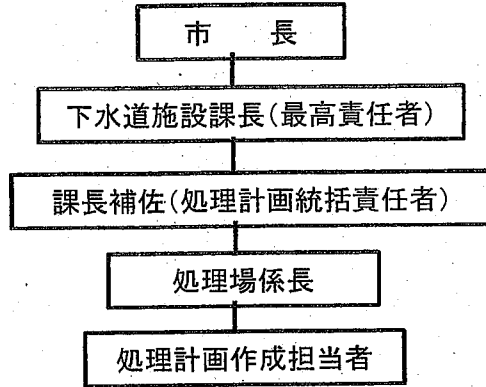 市　長
下水道施設課長(最高責任者)
課長補佐(処理計画統括責任者)
処理場係長
処理計画作成担当者